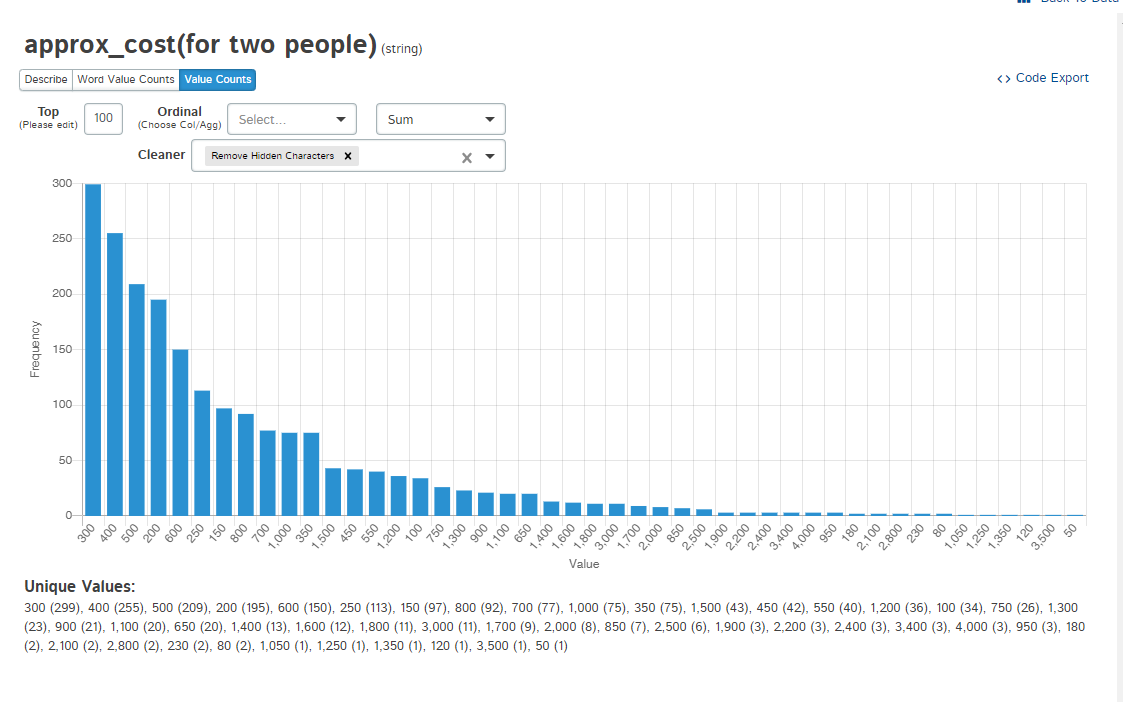 approx_cost(for two people) (string)
Describe Word Value Counts Value Counts
Code Export
Top
(Please edit)
100
Ordinal
(Choose Col/Agg)
Select...
Sum
Cleaner
Remove Hidden Characters
300
250
200
150
100
50
0
Frequency
300 400 500 200 600 250 150 800 700 1,000 350 1,500 450 550 1,200 100 750 1,300 900 1,100 650 1,400 1,600 1,800 3,000 1,700 2,000 850 2,500 1,900 2,200 2,400 3,400 4,000 950 180 2,100 2,800 230 80 1,050 1,250 1,350 120 3,500 50
Value
Unique Values:
300 (299), 400 (255), 500 (209), 200 (195), 600 (150), 250 (113), 150 (97), 800 (92), 700 (77), 1,000 (75), 350 (75), 1,500 (43), 450 (42), 550 (40), 1,200 (36), 100 (34), 750 (26), 1,300
(23), 900 (21), 1,100 (20), 650 (20), 1,400 (13), 1,600 (12), 1,800 (11), 3,000 (11), 1,700 (9), 2,000 (8), 850 (7), 2,500 (6), 1,900 (3), 2,200 (3), 2,400 (3), 3,400 (3), 4,000 (3), 950 (3), 180
(2), 2,100 (2), 2,800 (2), 230 (2), 80 (2), 1,050 (1), 1,250 (1), 1,350 (1), 120 (1), 3,500 (1), 50 (1)